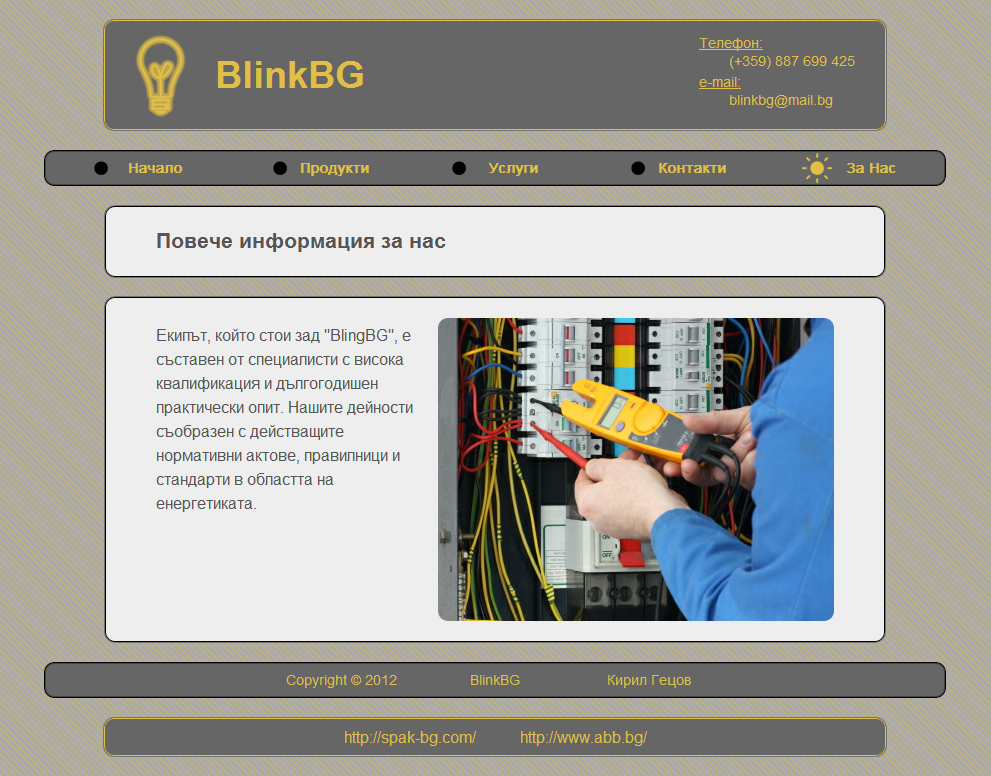 BlinkBG
Телефон:
(+359) 887 699 425
e-mail:
blinkbg@mail.bg
Начало
Продукти
Услуги
Контакти
За Нас
Повече информация за нас
Екипът, който стои зад "BlingBG", е
съставен от специалисти с висока
квалификация и дългогодишен
практически опит. Нашите дейности
съобразен с действащите
нормативни актове, правилници и
стандарти в областта на
енергетиката.
ON
OFF
Copyright © 2012 BlinkBG Кирил Гецов
http://spak-bg.com/ http://www.abb.bg/